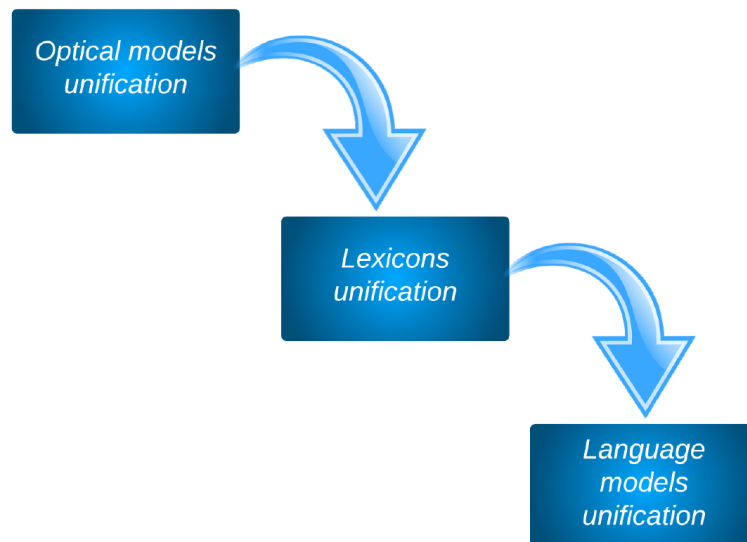 Optical models
unification
Lexicons
unification
Language
models
unification